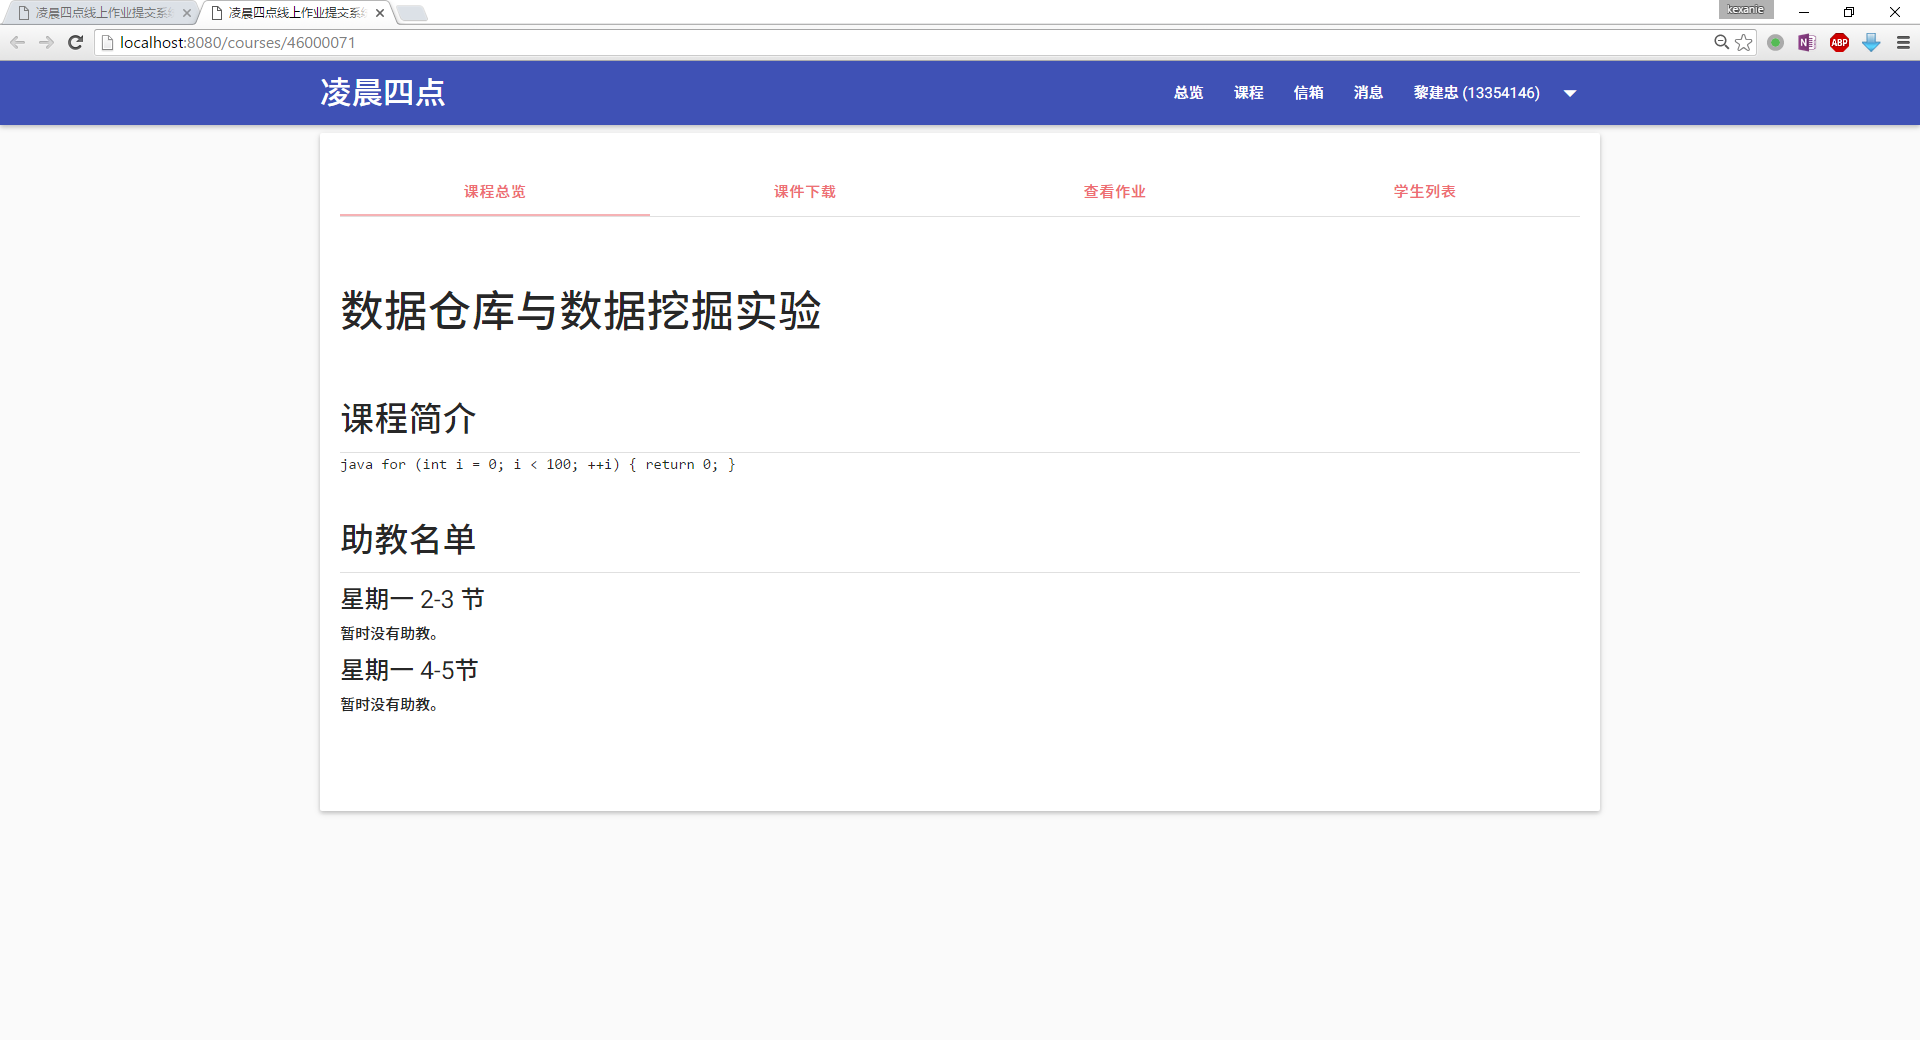 凌晨四点线上作业提交系统
凌晨四点线上作业提交系统
kexanie
localhost:8080/courses/46000071
ABP
凌晨四点
总览 课程 信箱 消息 黎建忠 (13354146)
课程总览 课件下载 查看作业 学生列表
数据仓库与数据挖掘实验
课程简介
java for (int i = 0; i < 100; ++i) { return 0; }
助教名单
星期一 2-3 节
暂时没有助教。
星期一 4-5节
暂时没有助教。